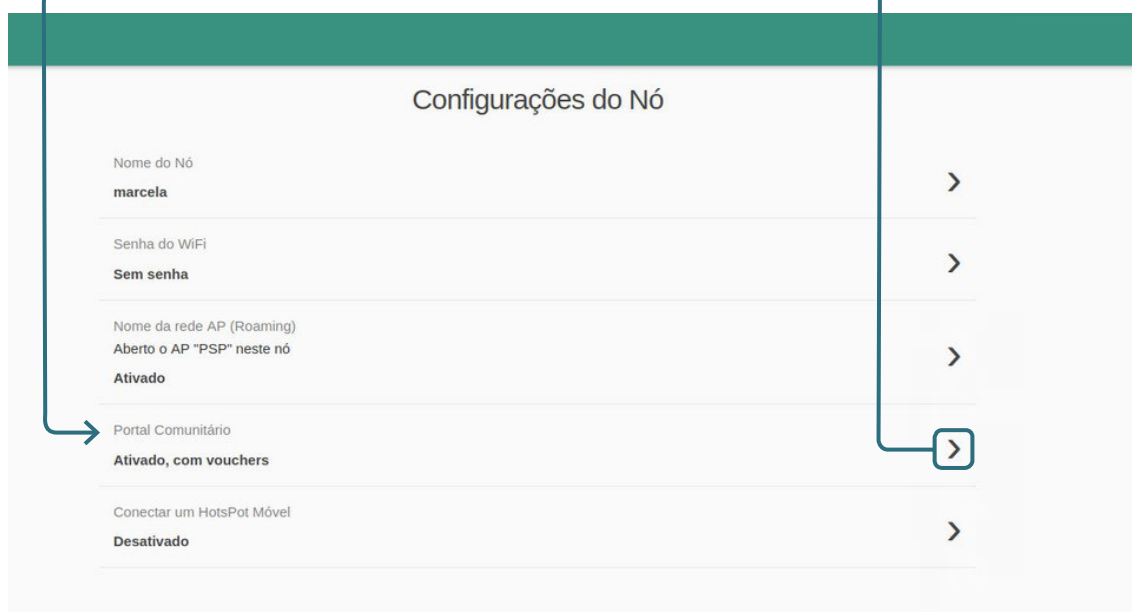 Configurações do Nó
Nome do Nó
marcela
Senha do WiFi
Sem senha
Nome da rede AP (Roaming)
Aberto o AP "PSP" neste nó
Ativado
Portal Comunitário
Ativado, com vouchers
Conectar um HotsPot Móvel
Desativado